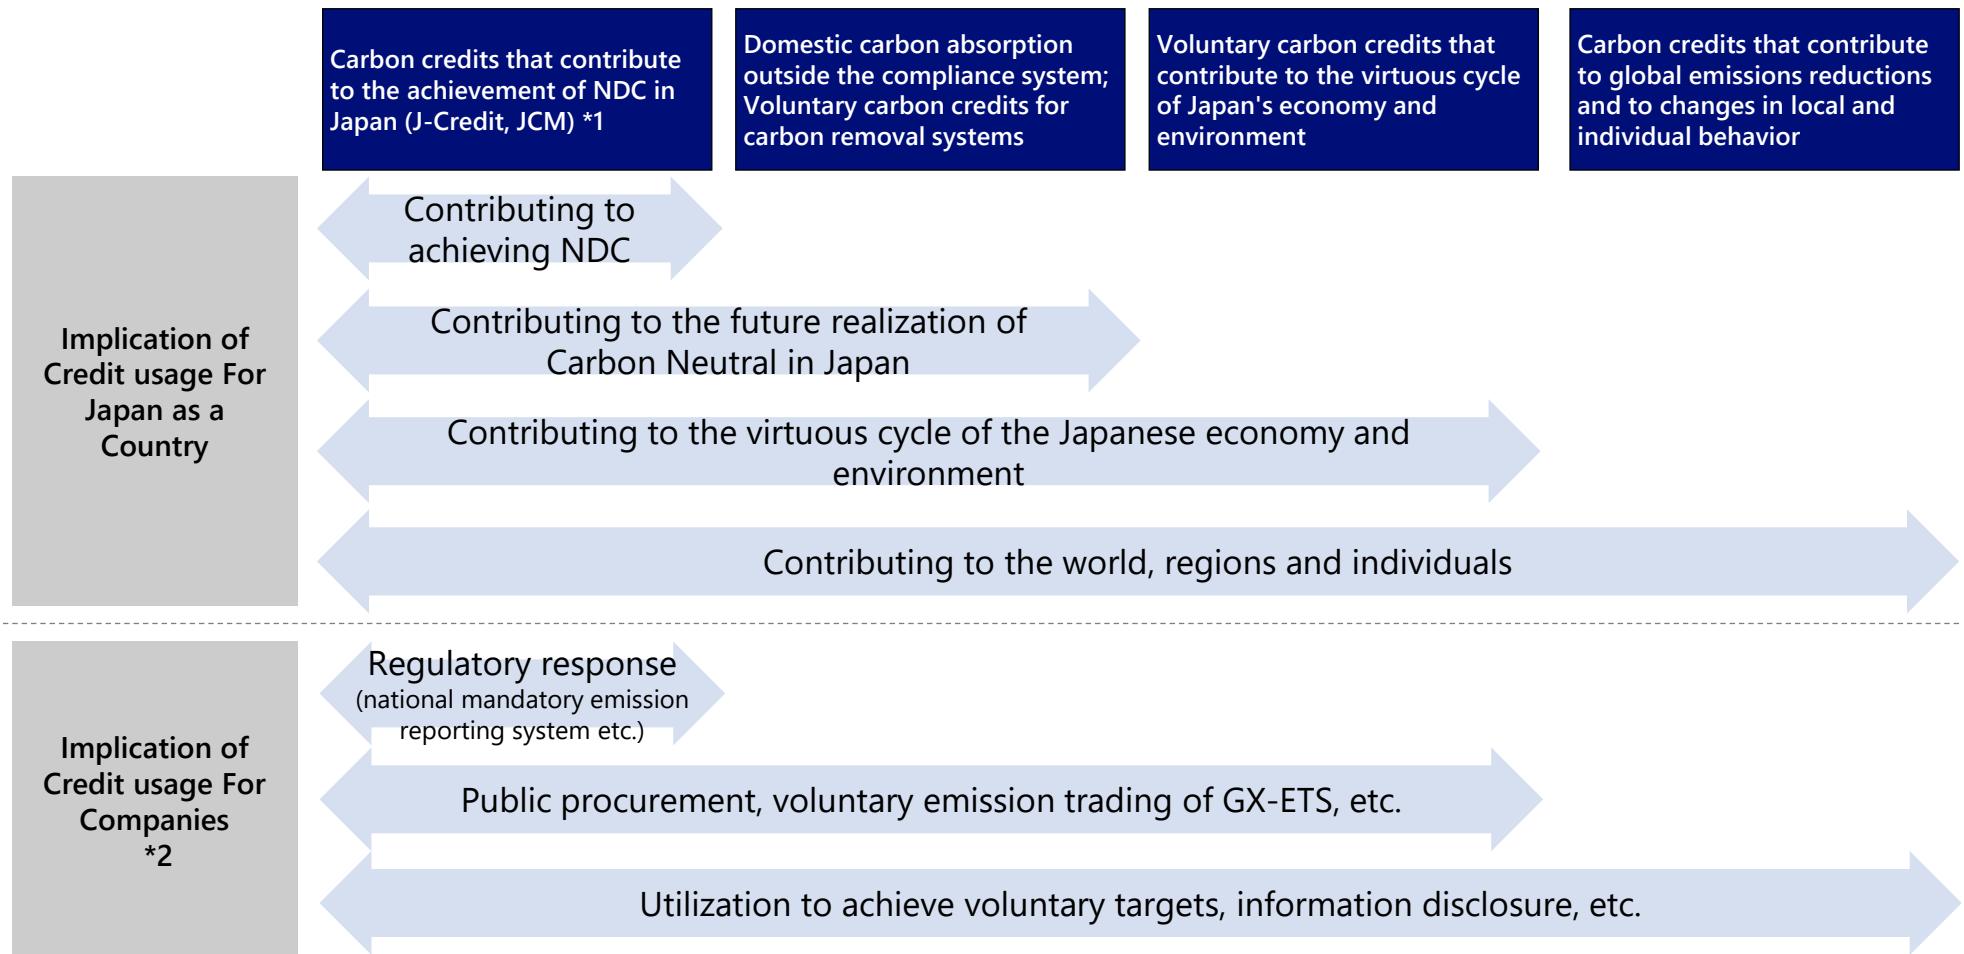 Carbon credits that contribute
to the achievement of NDC in
Japan (J-Credit, JCM) *1
Domestic carbon absorption
outside the compliance system;
Voluntary carbon credits for
carbon removal systems
Voluntary carbon credits that
contribute to the virtuous cycle
of Japan's economy and
environment
Carbon credits that contribute
to global emissions reductions
and to changes in local and
individual behavior
Implication of
Credit usage For
Japan as a
Country
Contributing to
achieving NDC
Contributing to the future realization of
Carbon Neutral in Japan
Contributing to the virtuous cycle of the Japanese economy and
environment
Contributing to the world, regions and individuals
Implication of
Credit usage For
Companies
*2
Regulatory response
(national mandatory emission
reporting system etc.)
Public procurement, voluntary emission trading of GX-ETS, etc.
Utilization to achieve voluntary targets, information disclosure, etc.